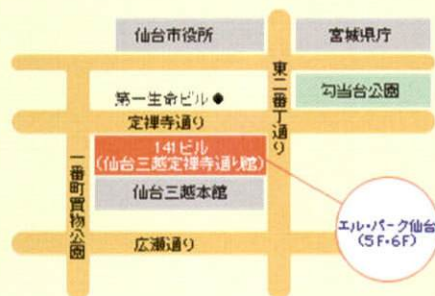 仙台市役所
宮城県庁
東二番丁通り
勾当台公園
第一生命ビル
定禅寺通り
141ビル
(仙台三越定禅寺通り館)
一番町買物公園
仙台三越本館
エル・パーク仙台
(5F・6F)
広瀬通り